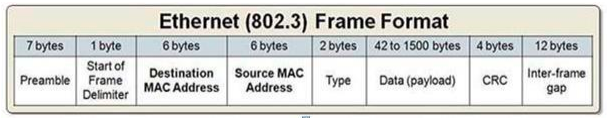 Ethernet (802.3) Frame Format
7 bytes 1 byte 6 bytes 6 bytes 2 bytes 42 to 1500 bytes 4 bytes 12 bytes
Preamble Start of Frame Delimiter Destination MAC Address Source MAC Address Type Data (payload) CRC Inter-frame gap